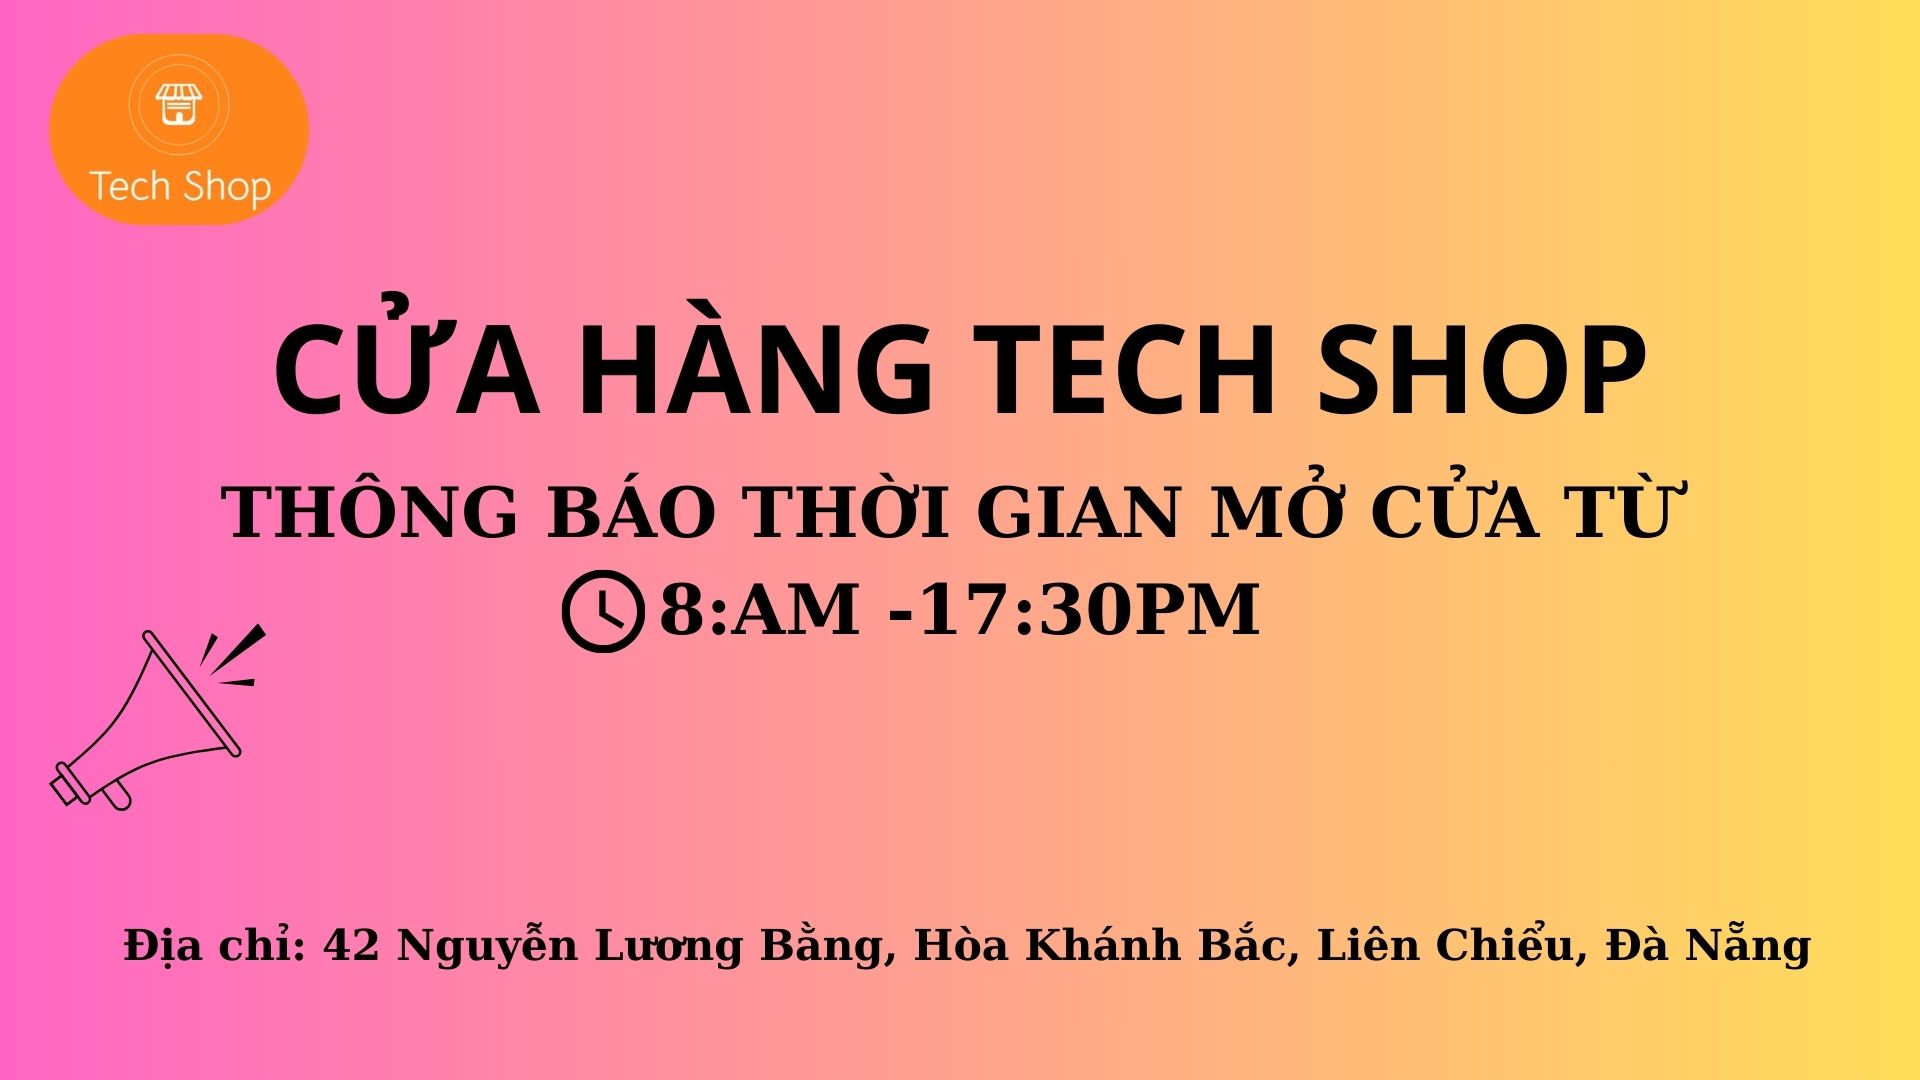 Tech Shop
CỬA HÀNG TECH SHOP
THÔNG BÁO THỜI GIAN MỞ CỬA TỪ
8:AM -17:30PM
Địa chỉ: 42 Nguyễn Lương Bằng, Hòa Khánh Bắc, Liên Chiểu, Đà Nẵng